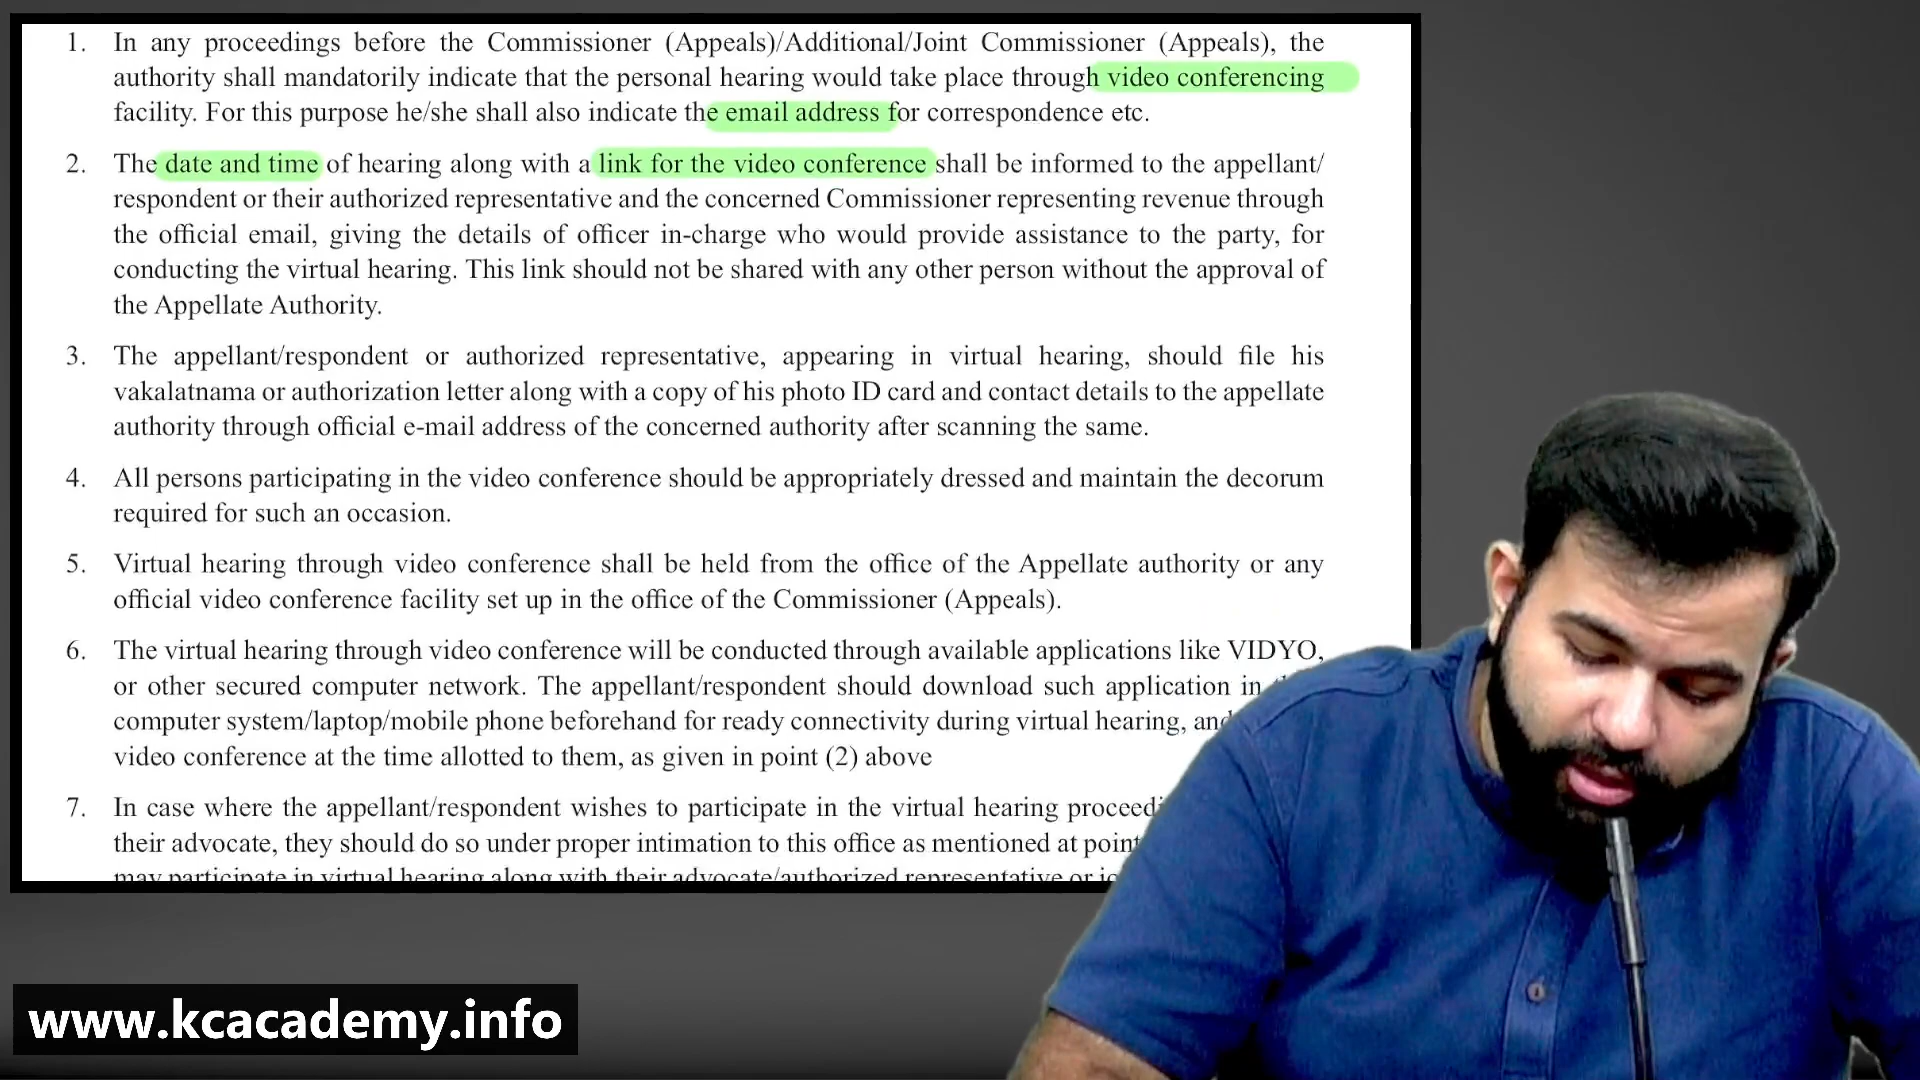 1. In any proceedings before the Commissioner (Appeals)/Additional/Joint Commissioner (Appeals), the
authority shall mandatorily indicate that the personal hearing would take place through video conferencing
facility. For this purpose he/she shall also indicate the email address for correspondence etc.
2. The date and time of hearing along with a link for the video conference shall be informed to the appellant/
respondent or their authorized representative and the concerned Commissioner representing revenue through
the official email, giving the details of officer in-charge who would provide assistance to the party, for
conducting the virtual hearing. This link should not be shared with any other person without the approval of
the Appellate Authority.
3. The appellant/respondent or authorized representative, appearing in virtual hearing, should file his
vakalatnama or authorization letter along with a copy of his photo ID card and contact details to the appellate
authority through official e-mail address of the concerned authority after scanning the same.
4. All persons participating in the video conference should be appropriately dressed and maintain the decorum
required for such an occasion.
5. Virtual hearing through video conference shall be held from the office of the Appellate authority or any
official video conference facility set up in the office of the Commissioner (Appeals).
6. The virtual hearing through video conference will be conducted through available applications like VIDYO,
or other secured computer network. The appellant/respondent should download such application in
computer system/laptop/mobile phone beforehand for ready connectivity during virtual hearing, and
video conference at the time allotted to them, as given in point (2) above
7. In case where the appellant/respondent wishes to participate in the virtual hearing
their advocate, they should do so under proper intimation to this office as mentioned at point
may participate in virtual hearing along with their advocate/authorized representative or
www.kcacademy.info